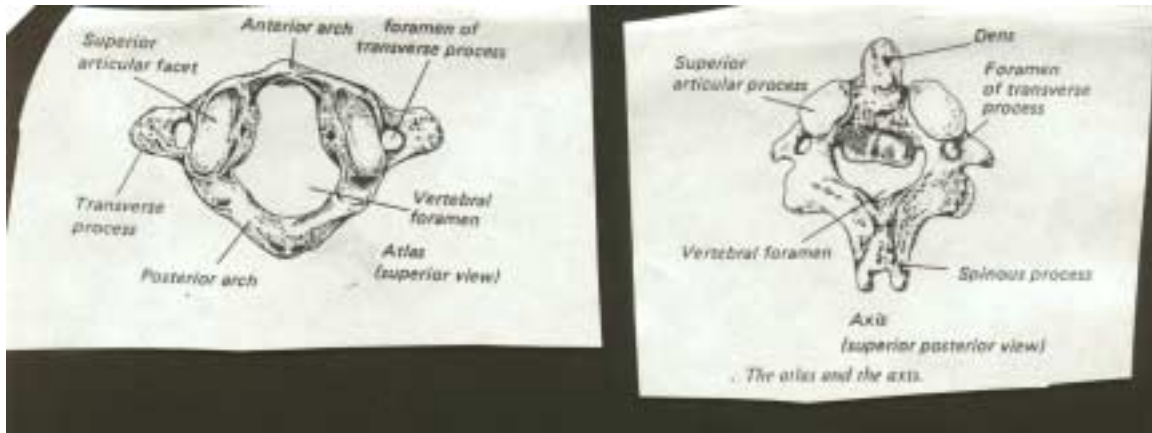 Anterior arch
foramen of
transverse process
Superior
articular facet
Transverse
process
Vertebral
foramen
Posterior arch
Atlas
(superior view)
Dens
Superior
articular process
Foramen
of transverse
process
Vertebral foramen
Spinous process
Axis
(superior posterior view)
. The atlas and the axis.